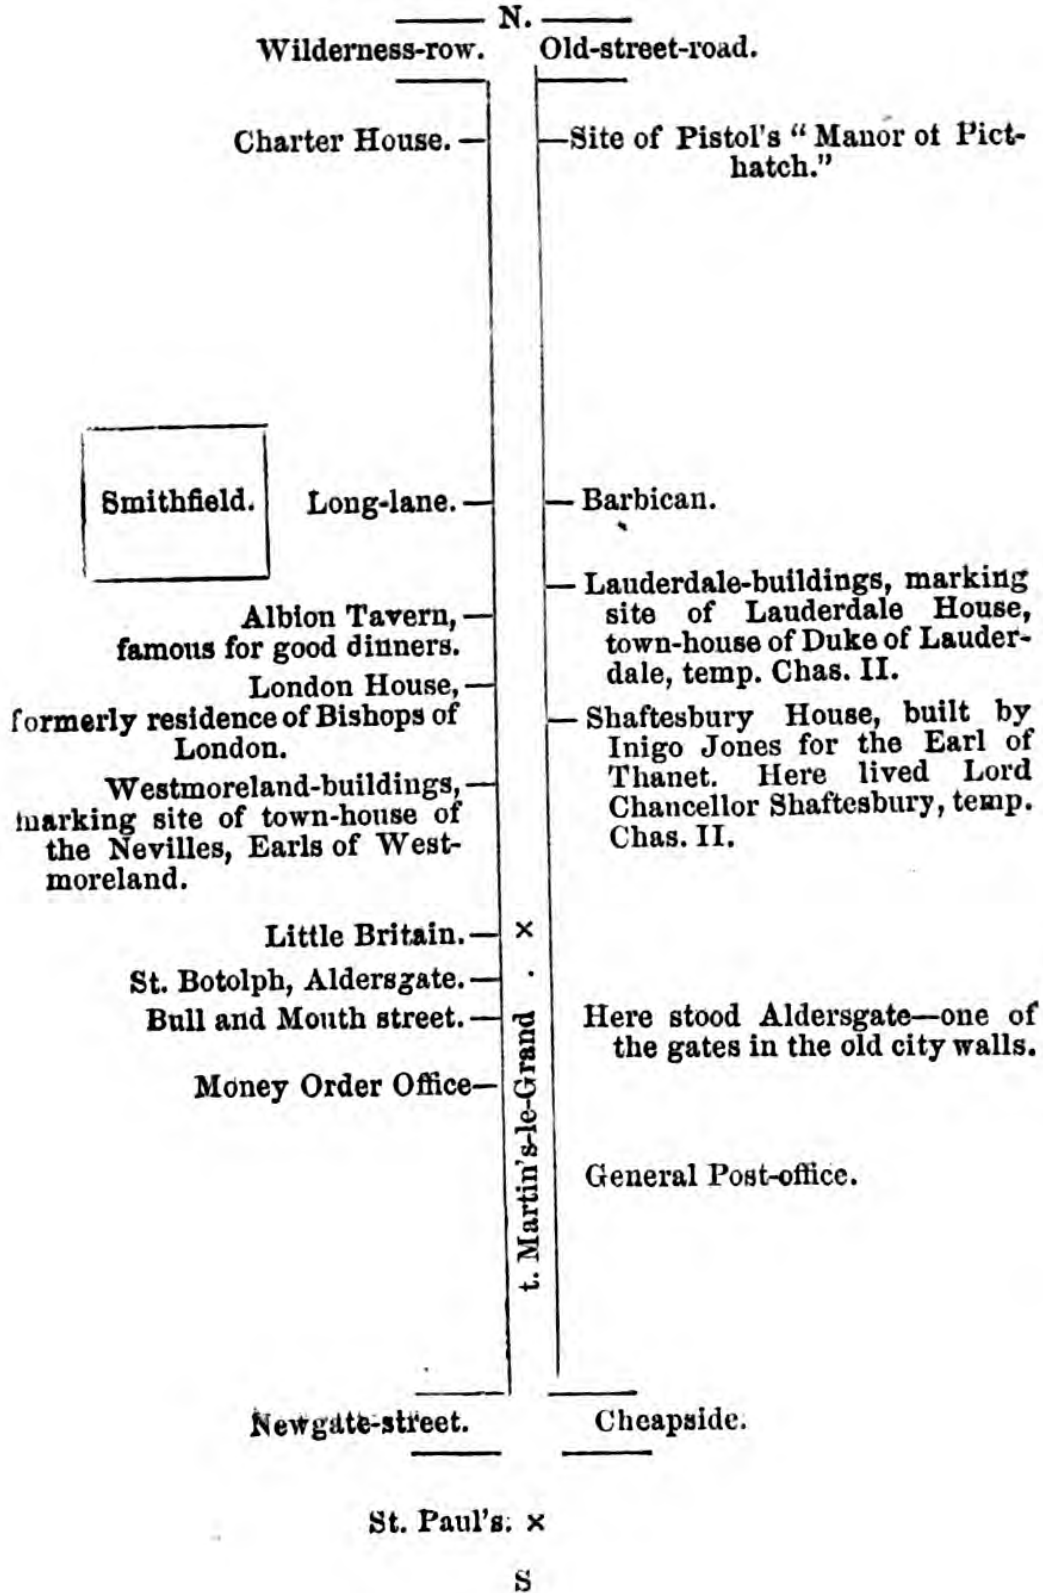 N.
Wilderness-row. Old-street-road.
Charter House.
Site of Pistol's "Manor of Pict-
hatch."
Smithfield.
Long-lane.
Barbican.
Lauderdale-buildings, marking
site of Lauderdale House,
town-house of Duke of Lauder-
dale, temp. Chas. II.
Albion Tavern,
famous for good dinners.
London House,
formerly residence of Bishops of
London.
Shaftesbury House, built by
Inigo Jones for the Earl of
Thanet. Here lived Lord
Chancellor Shaftesbury, temp.
Chas. II.
Westmoreland-buildings,
marking site of town-house of
the Nevilles, Earls of West-
moreland.
Little Britain. ×
St. Botolph, Aldersgate.
Bull and Mouth street.
Here stood Aldersgate—one of
the gates in the old city walls.
Money Order Office
t. Martin's-le-Grand
General Post-office.
Newgate-street. Cheapside.
St. Paul's. ×
S